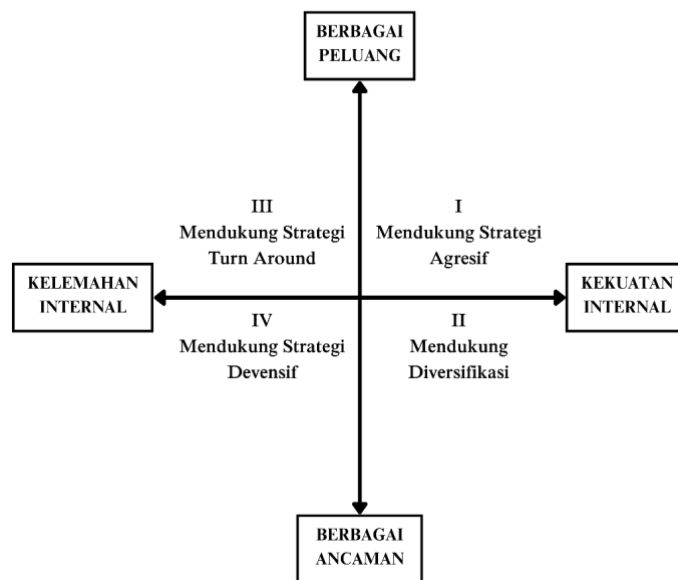 BERBAGAI
PELUANG
III
Mendukung Strategi
Turn Around
I
Mendukung Strategi
Agresif
KELEMAHAN
INTERNAL
KEKUATAN
INTERNAL
IV
Mendukung Strategi
Devensif
II
Mendukung
Diversifikasi
BERBAGAI
ANCAMAN